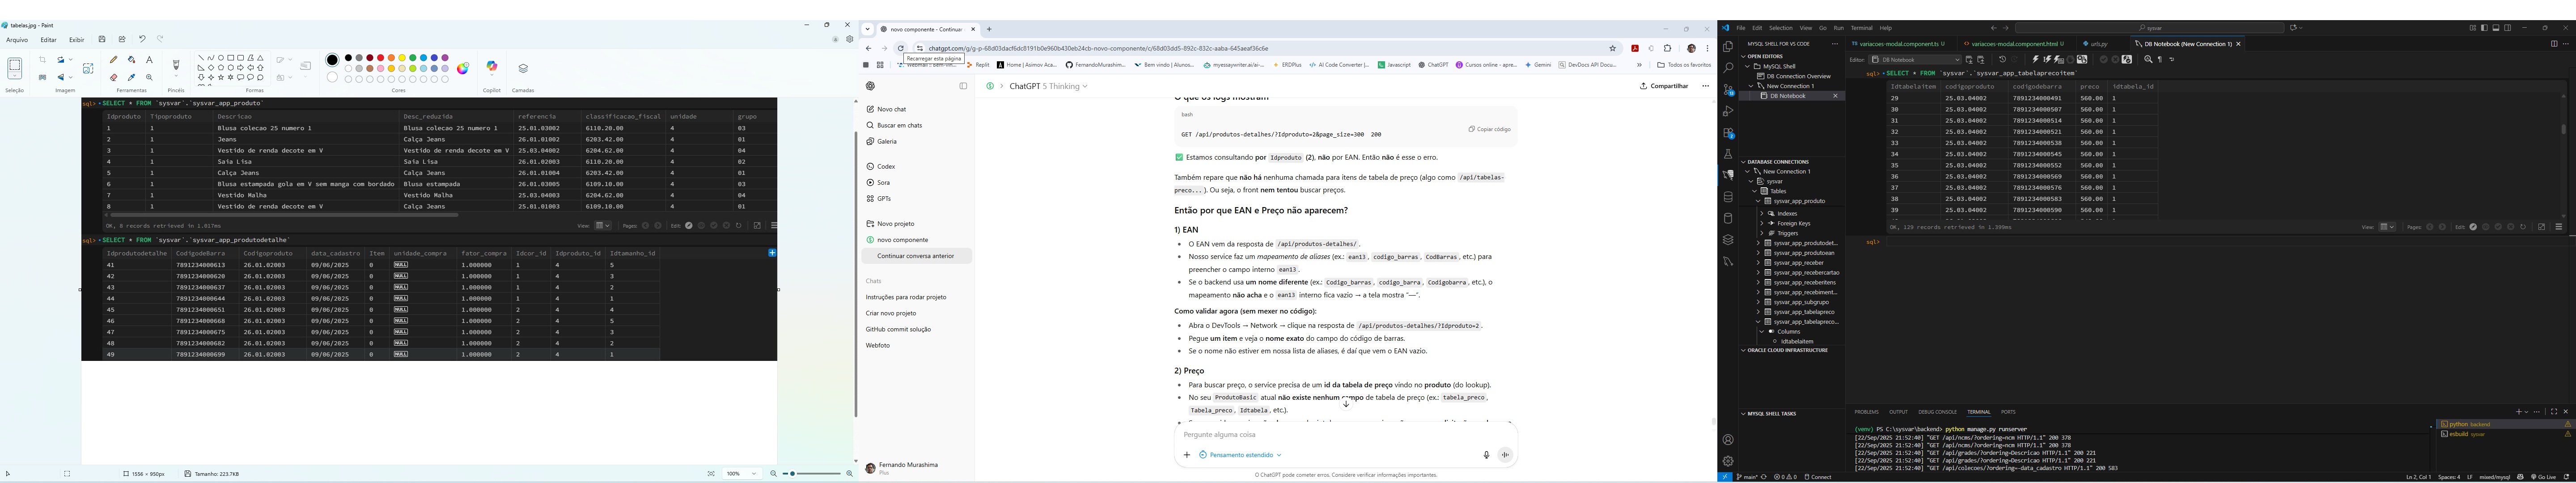 tabelas.jpg - Paint
Arquivo Editar Exibir
Seleção Imagem Ferramentas Pincéis Formas Cores Copilot Camadas
sql> SELECT * FROM `sysvar`.`sysvar_app_produto`
Idproduto Tipoproduto Descricao Desc_reduzida referencia classificacao_fiscal unidade grupo
1 1 Blusa colecao 25 numero 1 Blusa colecao 25 numero 1 25.01.03002 6110.20.00 4 03
2 1 Jeans Calça Jeans 26.01.02001 6203.42.00 4 01
3 1 Vestido de renda decote em V Vestido de renda decote em V 25.03.04002 6204.62.00 4 04
4 1 Saia Lisa Saia Lisa 26.01.02003 6110.20.00 4 02
5 1 Calça Jeans Calça Jeans 26.01.01004 6203.42.00 4 01
6 1 Blusa estampada gola em V sem manga com bordado Blusa estampada 26.01.03005 6109.10.00 4 03
7 1 Vestido Malha Vestido Malha 25.03.04003 6204.62.00 4 04
8 1 Vestido de renda decote em V Calça Jeans 25.01.01003 6109.10.00 4 01
OK, 8 records retrieved in 1.817ms
View: Pages: Edit:
sql> SELECT * FROM `sysvar`.`sysvar_app_produtodetalhe`
Idprodutodetalhe CodigodeBarra Codigoproduto data_cadastro Item unidade_compra fator_compra Idcor_id Idproduto_id Idtamanho_id
41 7891234000613 26.01.02003 09/06/2025 0 NULL 1.000000 1 4 5
42 7891234000620 26.01.02003 09/06/2025 0 NULL 1.000000 1 4 3
43 7891234000637 26.01.02003 09/06/2025 0 NULL 1.000000 1 4 2
44 7891234000644 26.01.02003 09/06/2025 0 NULL 1.000000 1 4 1
45 7891234000651 26.01.02003 09/06/2025 0 NULL 1.000000 2 4 4
46 7891234000668 26.01.02003 09/06/2025 0 NULL 1.000000 2 4 5
47 7891234000675 26.01.02003 09/06/2025 0 NULL 1.000000 2 4 3
48 7891234000682 26.01.02003 09/06/2025 0 NULL 1.000000 2 4 2
49 7891234000699 26.01.02003 09/06/2025 0 NULL 1.000000 2 4 1
1556 × 950px Tamanho: 223.7KB 100%
novo componente - Continuar
chatgpt.com/g/g-p-68d03dacf6dc8191b0e960b430eb24cb-novo-componente/c/68d03dd5-892c-832c-aaba-645aeaf36c6e
Recarregar esta página
Replit Home | Asimov Aca... FernandoMurashim... Bem vindo | Alunos... myessaywriter.ai/ai-... ERDPlus AI Code Converter |... Javascript ChatGPT Cursos online - apre... Gemini DevDocs API Docu... Todos os favoritos
ChatGPT 5 Thinking
Compartilhar
Novo chat
Buscar em chats
Galeria
Codex
Sora
GPTs
Novo projeto
novo componente
Continuar conversa anterior
Chats
Instruções para rodar projeto
Criar novo projeto
GitHub commit solução
Webfoto
Fernando Murashima
Plus
O que os logs mostram
bash
Copiar código
GET /api/produtos-detalhes/?Idproduto=2&page_size=300 200
Estamos consultando por Idproduto (2), não por EAN. Então não é esse o erro.
Também repare que não há nenhuma chamada para itens de tabela de preço (algo como /api/tabelas-
preco... ). Ou seja, o front nem tentou buscar preços.
Então por que EAN e Preço não aparecem?
1) EAN
O EAN vem da resposta de /api/produtos-detalhes/ .
Nosso service faz um mapeamento de aliases (ex.: ean13 , codigo_barras , CodBarras , etc.) para
preencher o campo interno ean13 .
Se o backend usa um nome diferente (ex.: Codigo_barras , codigo_barra , Codigobarra , etc.), o
mapeamento não acha e o ean13 interno fica vazio → a tela mostra "—".
Como validar agora (sem mexer no código):
Abra o DevTools → Network → clique na resposta de /api/produtos-detalhes/?Idproduto=2 .
Pegue um item e veja o nome exato do campo do código de barras.
Se o nome não estiver em nossa lista de aliases, é daí que vem o EAN vazio.
2) Preço
Para buscar preço, o service precisa de um id da tabela de preço vindo no produto (do lookup).
No seu ProdutoBasic atual não existe nenhum campo de tabela de preço (ex.: tabela_preco ,
Tabela_preco , Idtabela , etc.).
Pergunte alguma coisa
Pensamento estendido
O ChatGPT pode cometer erros. Considere verificar informações importantes.
File Edit Selection View Go Run Terminal Help
sysvar
MYSQL SHELL FOR VS CODE
variacoes-modal.component.ts U variacoes-modal.component.html U urls.py DB Notebook (New Connection 1)
Editor: DB Notebook
OPEN EDITORS
MySQL Shell
DB Connection Overview
New Connection 1
DB Notebook
DATABASE CONNECTIONS
New Connection 1
sysvar
Tables
sysvar_app_produto
Indexes
Foreign Keys
Triggers
sysvar_app_produtodet...
sysvar_app_produtoean
sysvar_app_receber
sysvar_app_recebercartao
sysvar_app_receberitens
sysvar_app_recebiment...
sysvar_app_subgrupo
sysvar_app_tabelapreco
sysvar_app_tabelapreco...
Columns
Idtabelaitem
ORACLE CLOUD INFRASTRUCTURE
MYSQL SHELL TASKS
sql> SELECT * FROM `sysvar`.`sysvar_app_tabelaprecoitem`
Idtabelaitem codigoproduto codigodebarra preco idtabela_id
29 25.03.04002 7891234000491 560.00 1
30 25.03.04002 7891234000507 560.00 1
31 25.03.04002 7891234000514 560.00 1
32 25.03.04002 7891234000521 560.00 1
33 25.03.04002 7891234000538 560.00 1
34 25.03.04002 7891234000545 560.00 1
35 25.03.04002 7891234000552 560.00 1
36 25.03.04002 7891234000569 560.00 1
37 25.03.04002 7891234000576 560.00 1
38 25.03.04002 7891234000583 560.00 1
39 25.03.04002 7891234000590 560.00 1
OK, 129 records retrieved in 1.399ms
View: Pages: Edit:
sql>
PROBLEMS OUTPUT DEBUG CONSOLE TERMINAL PORTS
(venv) PS C:\sysvar\backend> python manage.py runserver
[22/Sep/2025 21:52:40] "GET /api/ncms/?ordering=ncm HTTP/1.1" 200 378
[22/Sep/2025 21:52:40] "GET /api/ncms/?ordering=ncm HTTP/1.1" 200 378
[22/Sep/2025 21:52:40] "GET /api/grades/?ordering=Descricao HTTP/1.1" 200 221
[22/Sep/2025 21:52:40] "GET /api/grades/?ordering=Descricao HTTP/1.1" 200 221
[22/Sep/2025 21:52:40] "GET /api/colecoes/?ordering=-data_cadastro HTTP/1.1" 200 583
python backend
esbuild sysvar
main* 0 0 Connect
Ln 2, Col 1 Spaces: 4 LF mixed/mysql Go Live